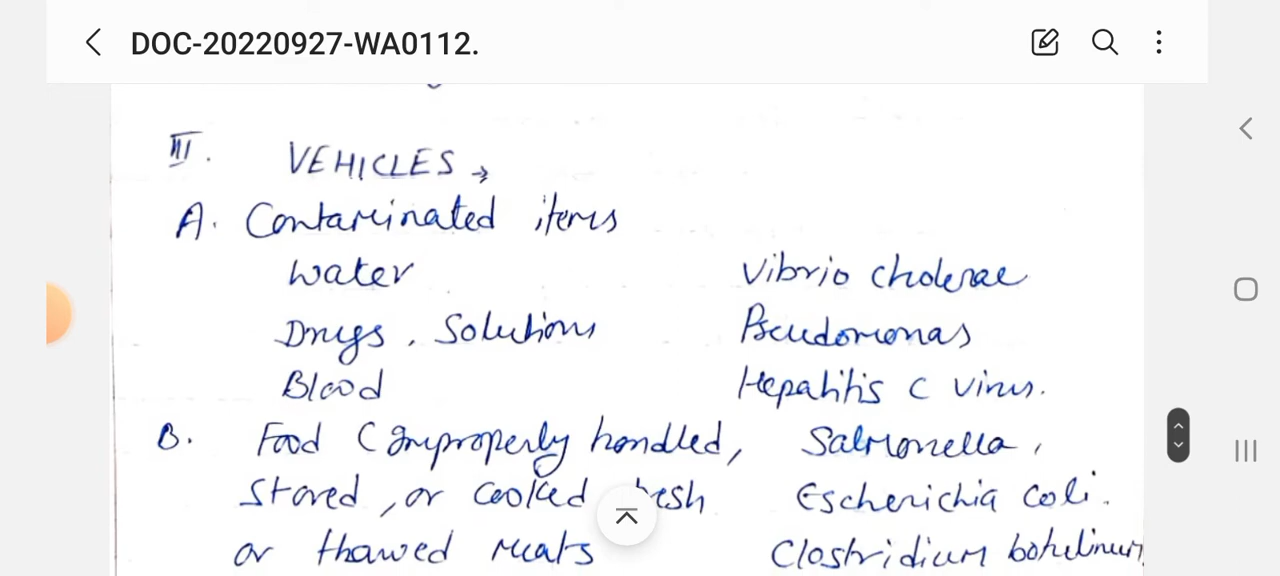 DOC-20220927-WA0112.
III. VEHICLES →
A. Contaminated items
Water Vibrio cholerae
Drugs, Solutions Pseudomonas
Blood Hepatitis C virus.
B. Food (Improperly handled, Salmonella,
Stored, or cooked Escherichia coli.
or thawed meats Clostridium botulinum